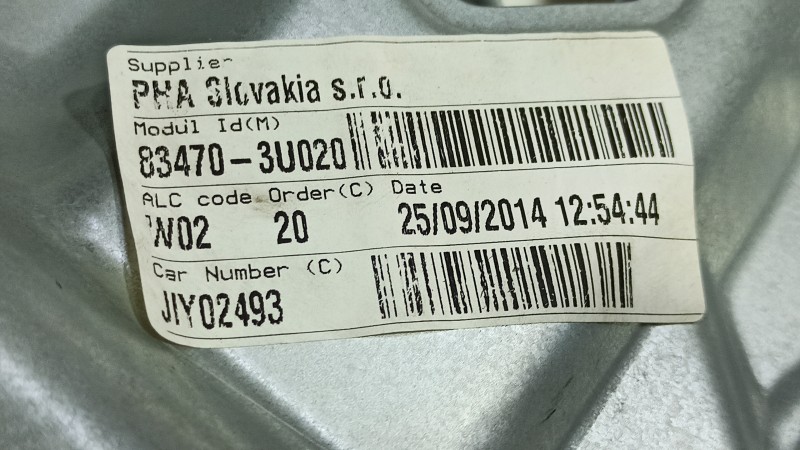 Supplier
PHA Slovakia s.r.o.
Modul Id(M)
83470-3U020
ALC code Order(C) Date
W02 20 25/09/2014 12:54:44
Car Number (C)
JIY02493